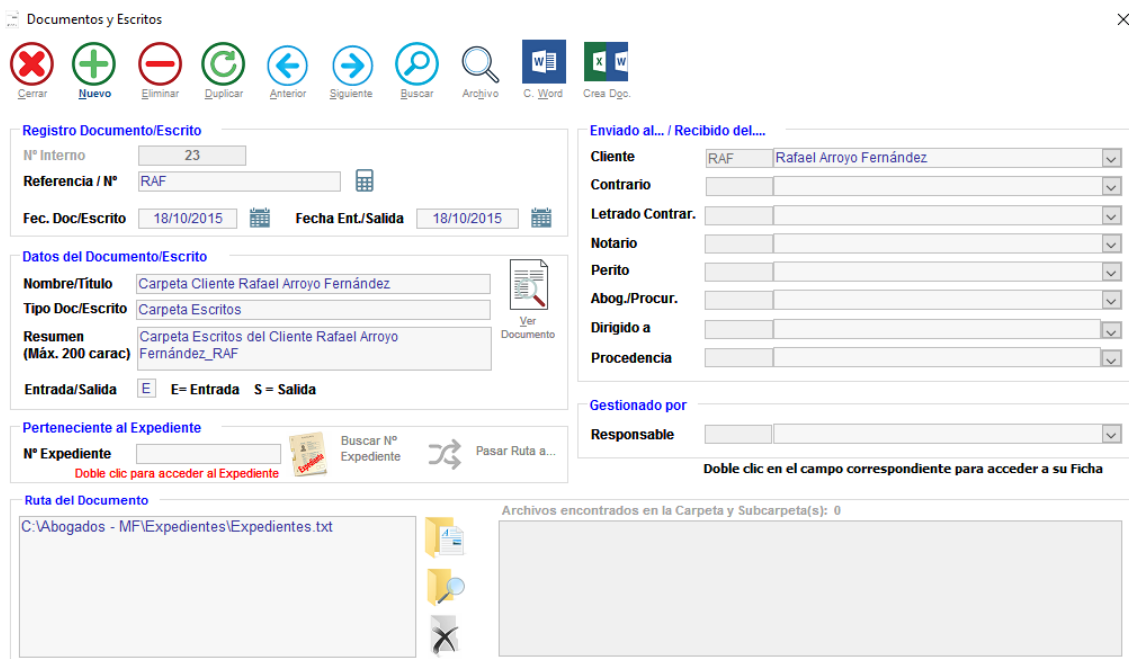 Documentos y Escritos
Cerrar Nuevo Eliminar Duplicar Anterior Siguiente Buscar Archivo C. Word Crea Doc.
Registro Documento/Escrito
Nº Interno 23
Referencia / Nº RAF
Fec. Doc/Escrito 18/10/2015 Fecha Ent./Salida 18/10/2015
Datos del Documento/Escrito
Nombre/Título Carpeta Cliente Rafael Arroyo Fernández
Tipo Doc/Escrito Carpeta Escritos
Resumen Carpeta Escritos del Cliente Rafael Arroyo
(Máx. 200 carac) Fernández_RAF
Ver
Documento
Entrada/Salida E E= Entrada S = Salida
Perteneciente al Expediente
Nº Expediente
Expediente
Buscar Nº
Expediente
Pasar Ruta a...
Doble clic para acceder al Expediente
Enviado al... / Recibido del....
Cliente RAF Rafael Arroyo Fernández
Contrario
Letrado Contrar.
Notario
Perito
Abog./Procur.
Dirigido a
Procedencia
Gestionado por
Responsable
Doble clic en el campo correspondiente para acceder a su Ficha
Ruta del Documento
C:\Abogados - MF\Expedientes\Expedientes.txt
Archivos encontrados en la Carpeta y Subcarpeta(s): 0